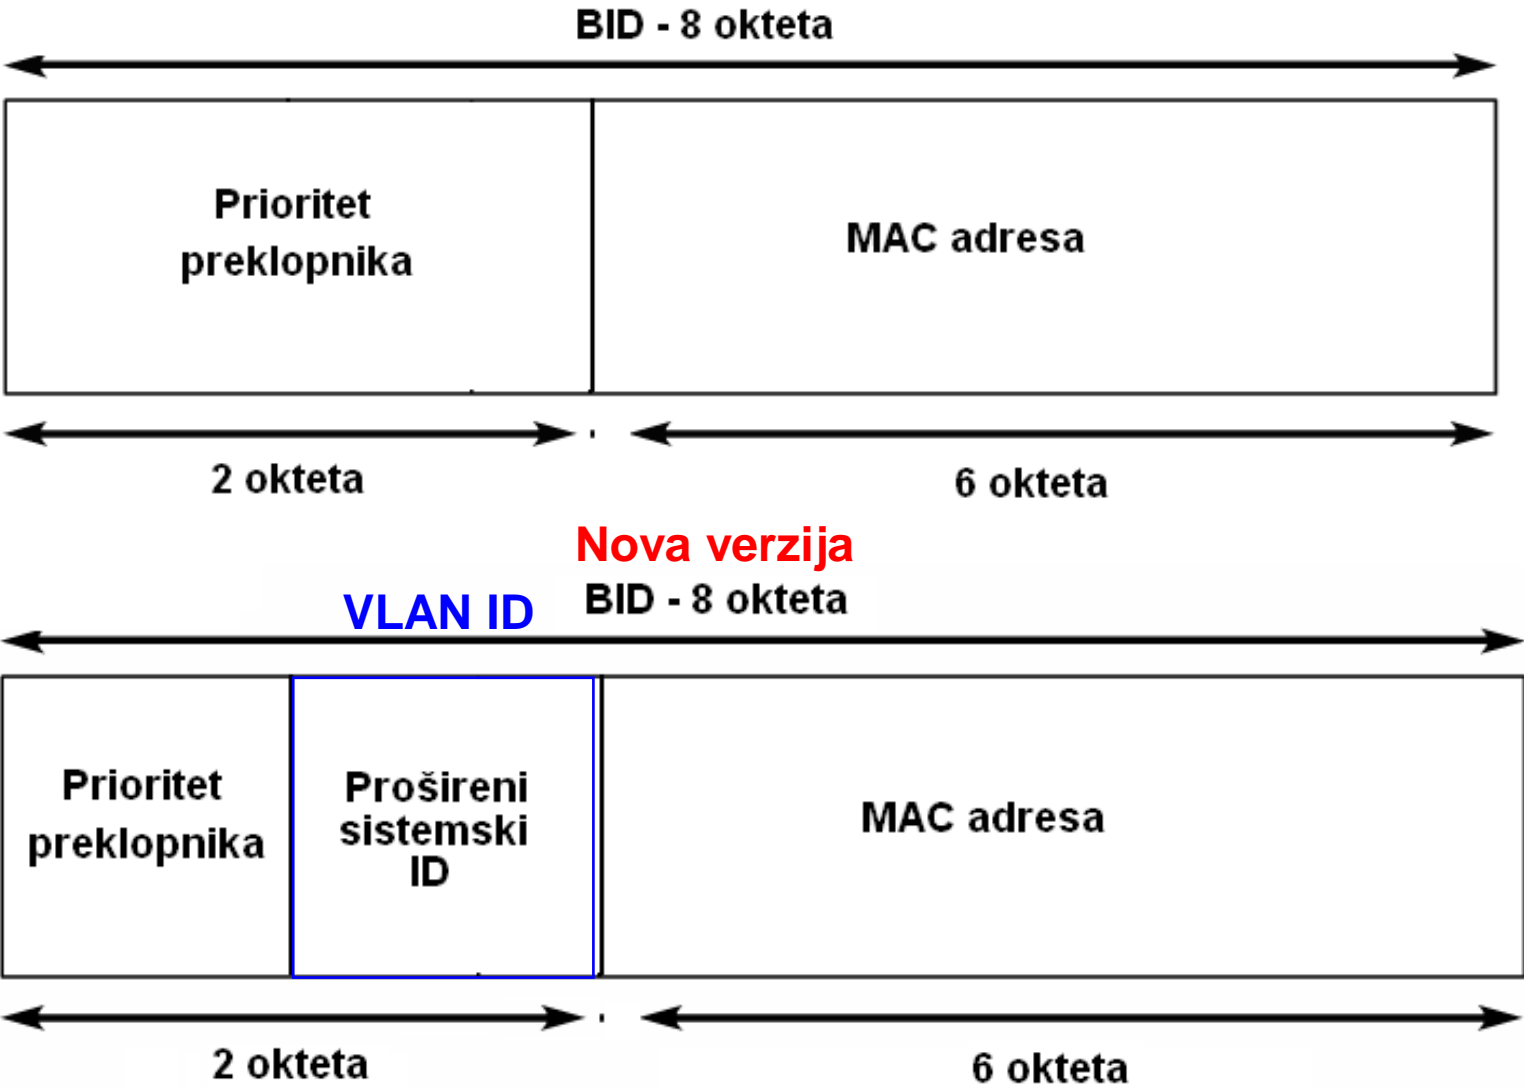 BID - 8 okteta
Prioritet
preklopnika
MAC adresa
2 okteta
6 okteta
Nova verzija
VLAN ID
BID - 8 okteta
Prioritet
preklopnika
Prošireni
sistemski
ID
MAC adresa
2 okteta
6 okteta